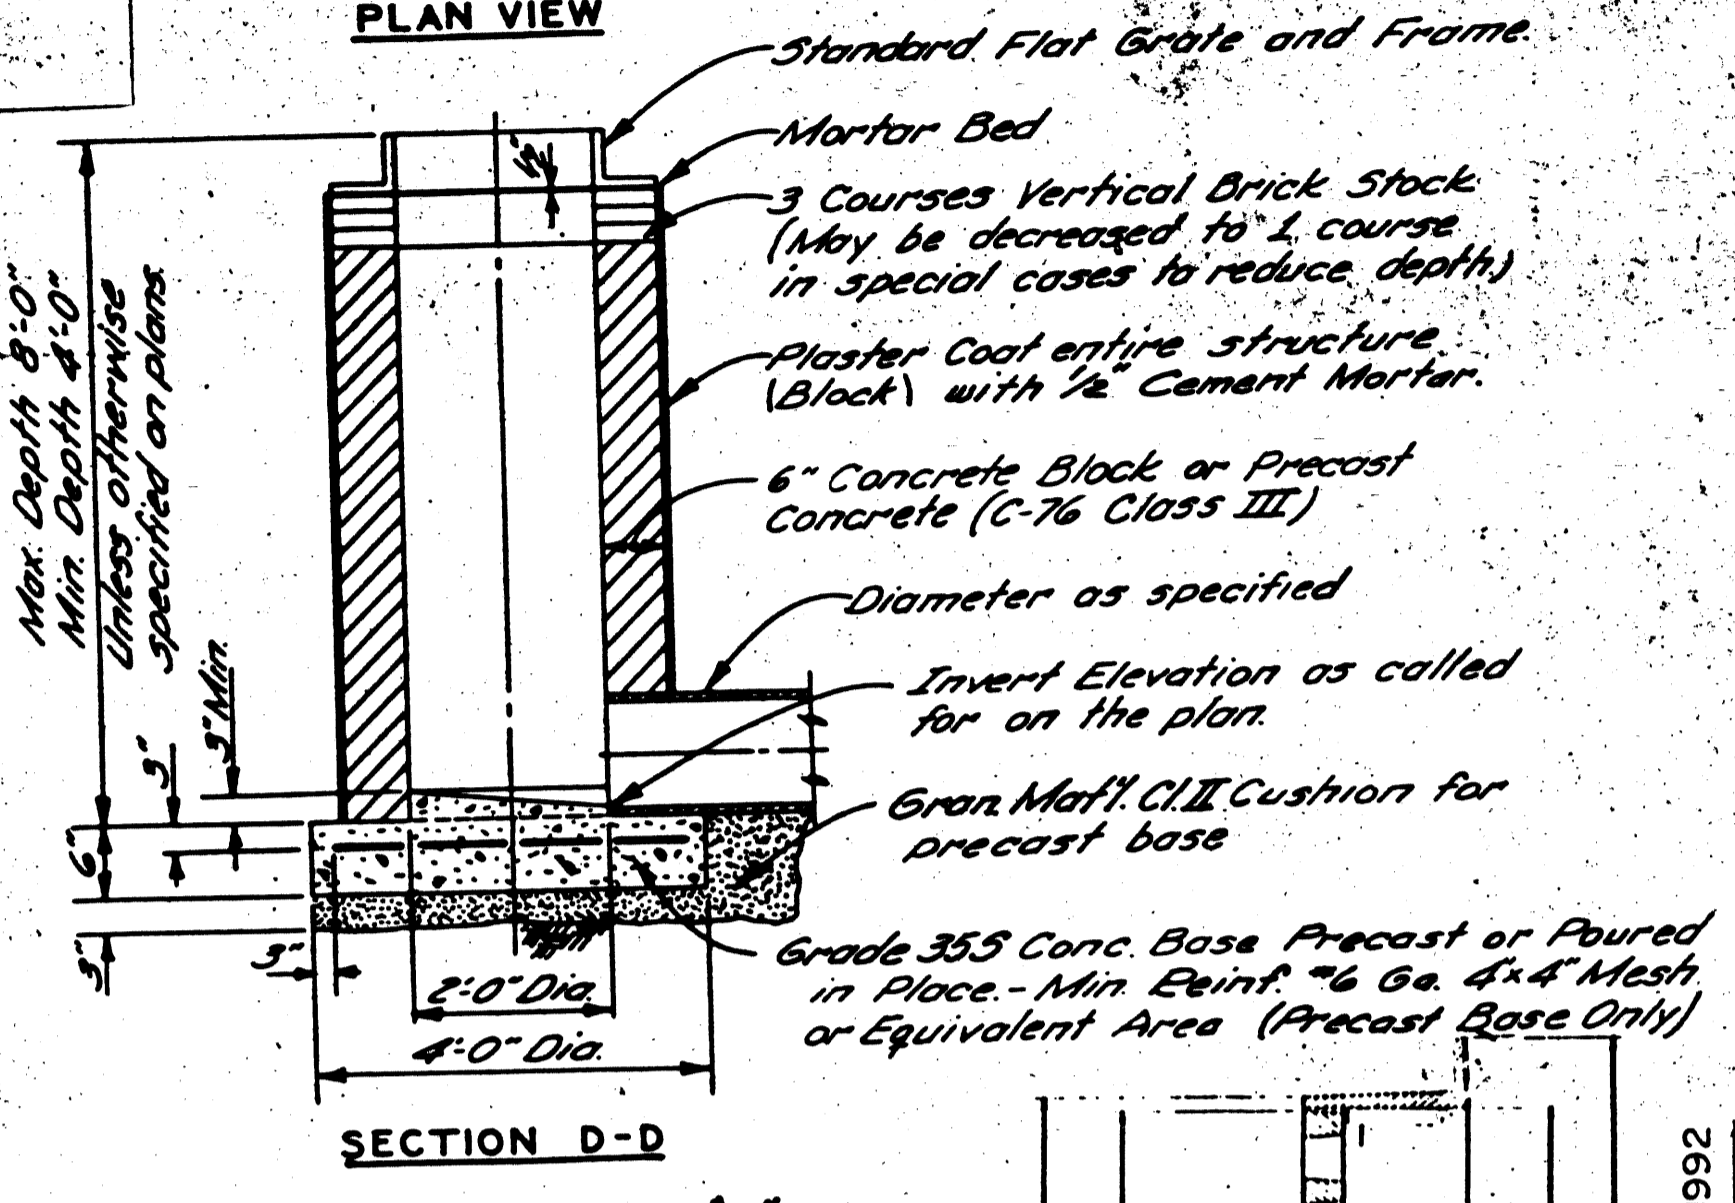 PLAN VIEW
Standard Flat Grate and Frame.
Mortar Bed
1/2"
3 Courses Vertical Brick Stock
(May be decreased to 1 course
in special cases to reduce depth.)
Plaster Coat entire structure
(Block) with 1/2" Cement Mortar.
6" Concrete Block or Precast
Concrete (C-76 Class III)
Diameter as specified
Invert Elevation as called
for on the plan.
Gran. Mat'l. Cl. II Cushion for
precast base
Grade 35S Conc. Base Precast or Poured
in Place.- Min. Reinf. #6 Ga. 4"x4" Mesh
or Equivalent Area (Precast Base Only)
Max. Depth 8'-0"
Min. Depth 4'-0"
Unless otherwise
specified on plans.
3" Min.
3"
6"
3"
3"
2'-0" Dia.
4'-0" Dia.
SECTION D-D
992